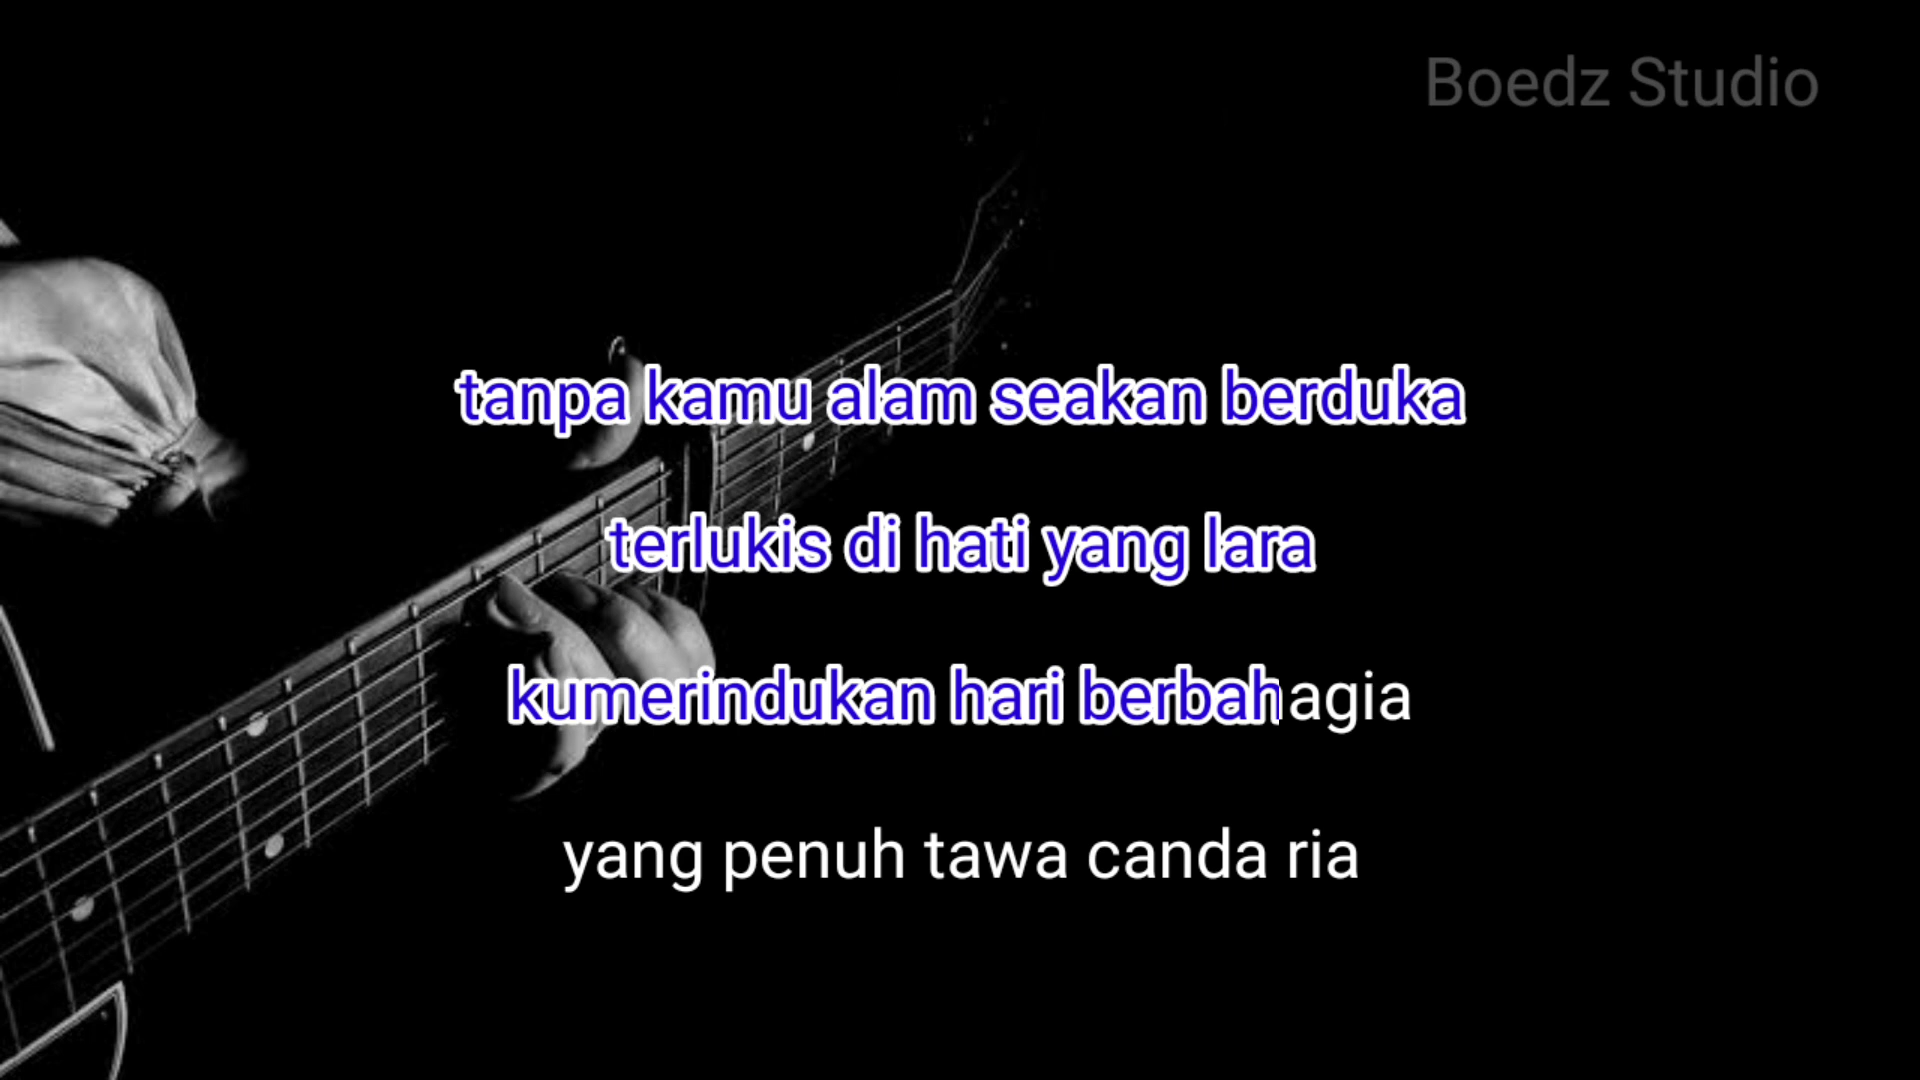 Boedz Studio
tanpa kamu alam seakan berduka
terlukis di hati yang lara
kumerindukan hari berbahagia
yang penuh tawa canda ria